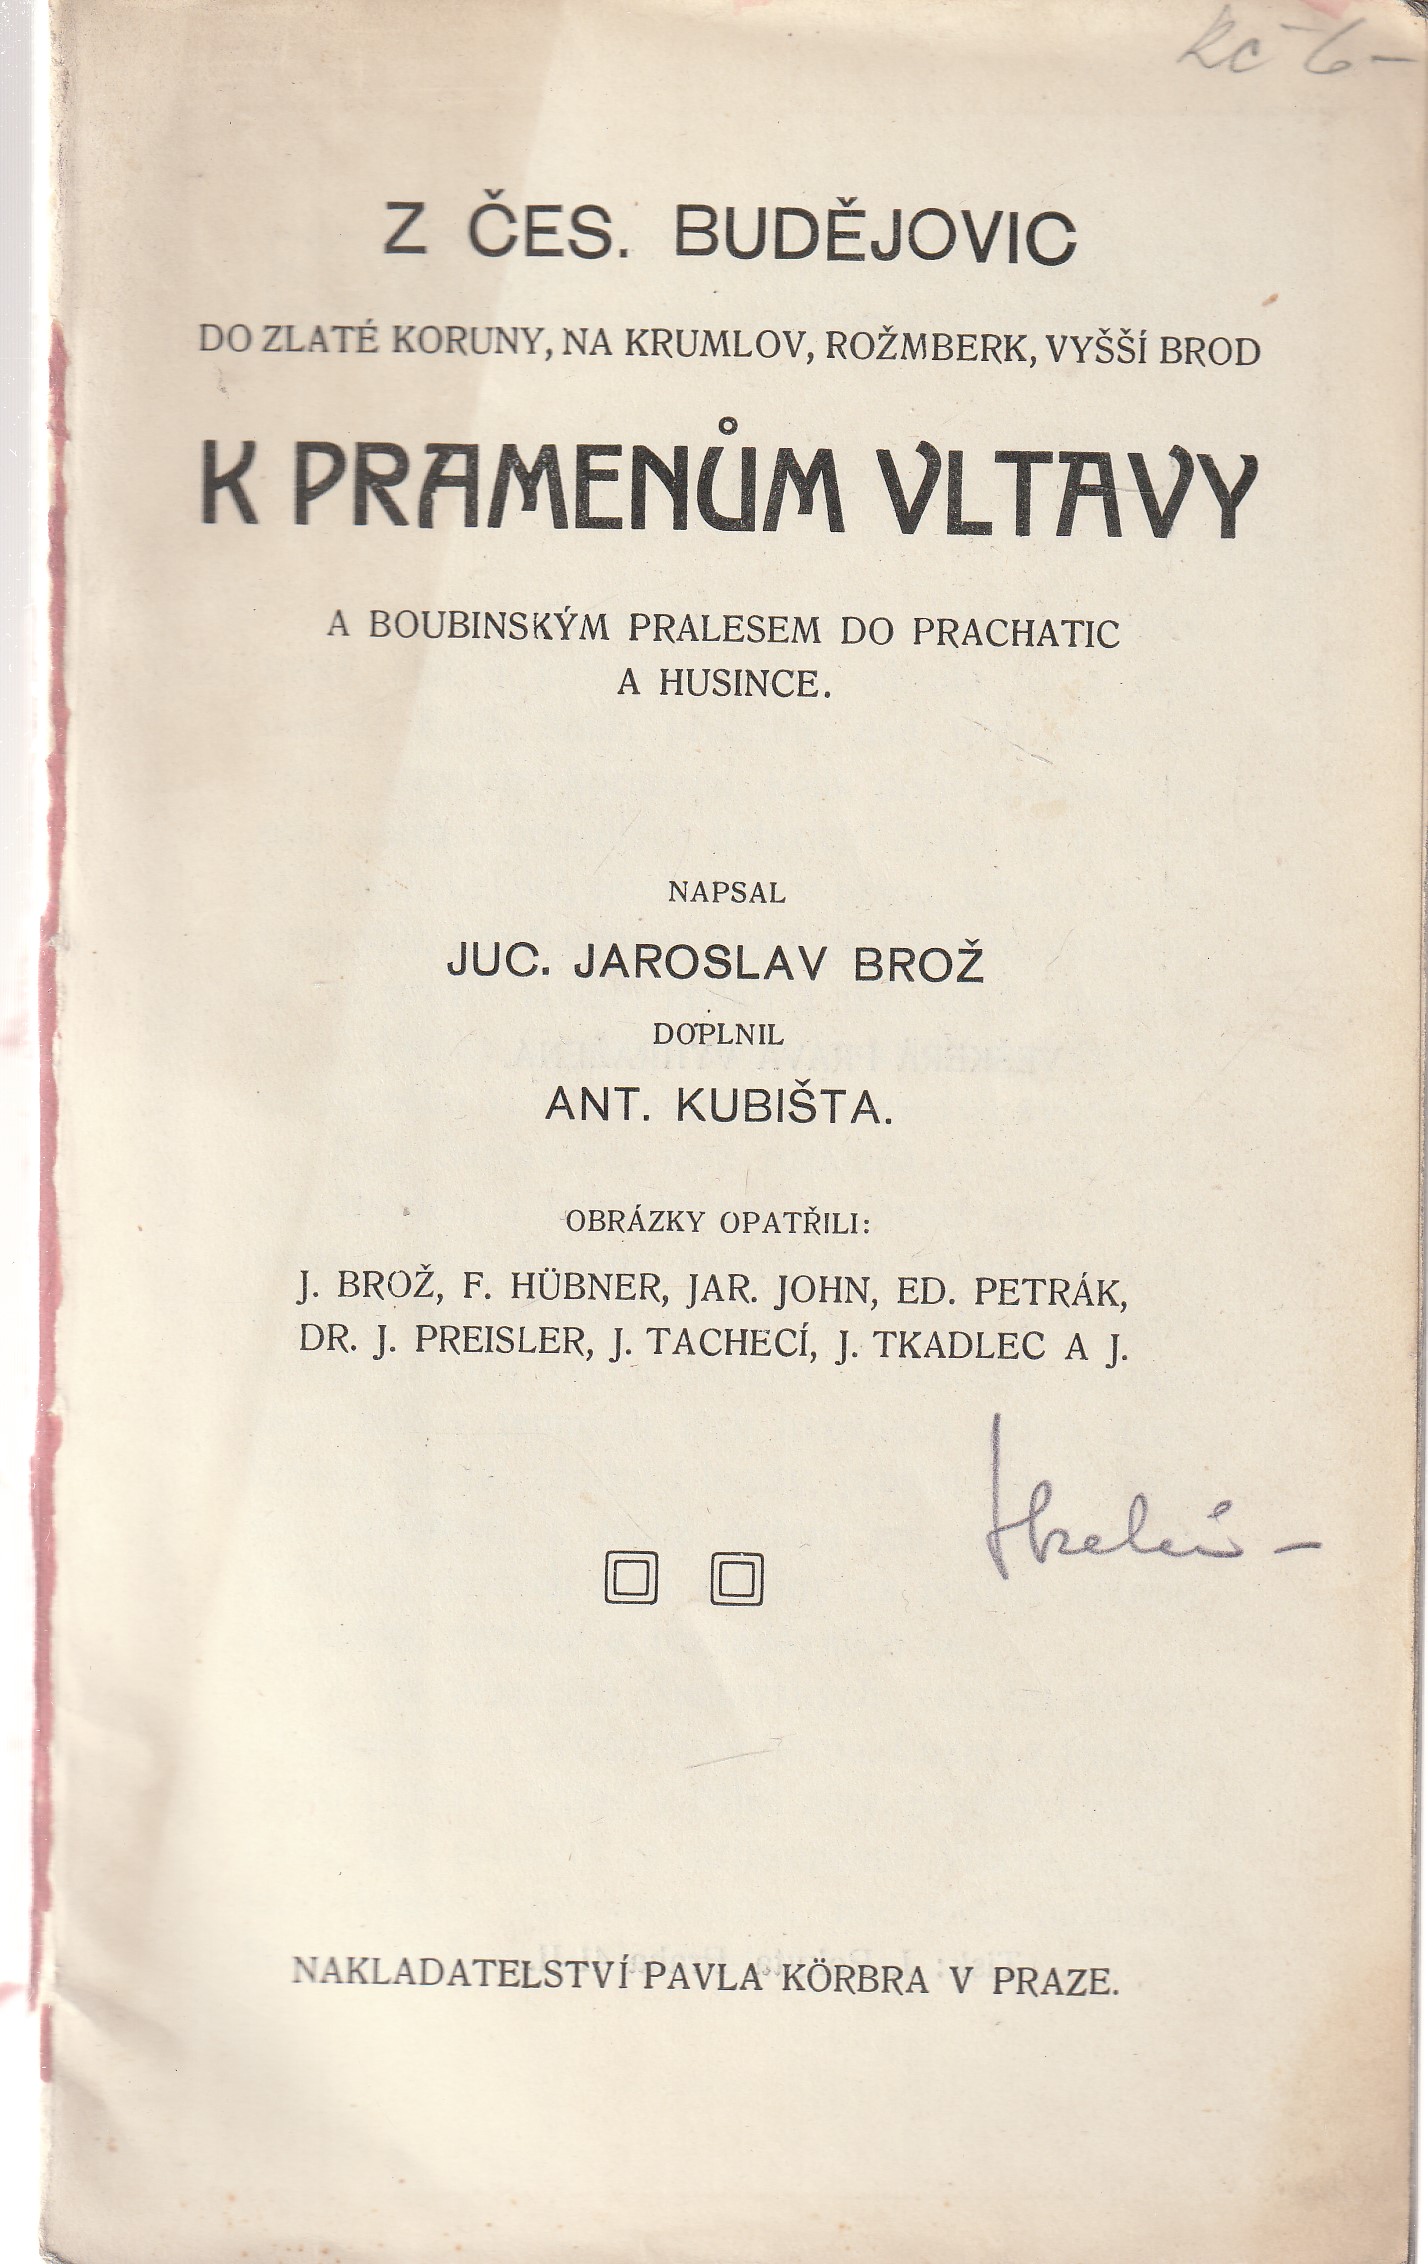 Kč 6-
Z ČES. BUDĚJOVIC
DO ZLATÉ KORUNY, NA KRUMLOV, ROŽMBERK, VYŠŠÍ BROD
K PRAMENŮM VLTAVY
A BOUBINSKÝM PRALESEM DO PRACHATIC
A HUSINCE.
NAPSAL
JUC. JAROSLAV BROŽ
DOPLNIL
ANT. KUBIŠTA.
OBRÁZKY OPATŘILI:
J. BROŽ, F. HÜBNER, JAR. JOHN, ED. PETRÁK,
DR. J. PREISLER, J. TACHECÍ, J. TKADLEC A J.
NAKLADATELSTVÍ PAVLA KÖRBRA V PRAZE.